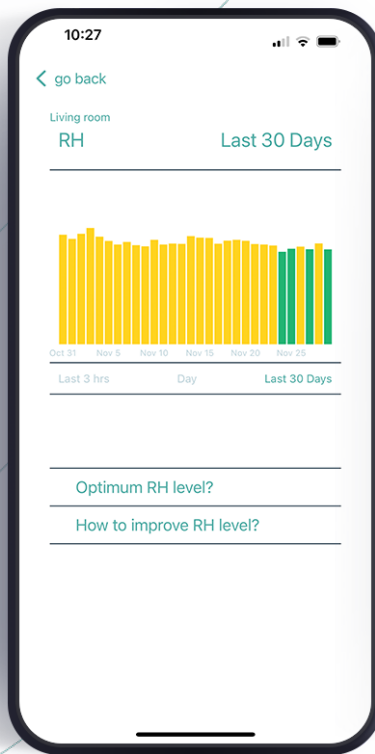 10:27
go back
Living room
RH Last 30 Days
Oct 31 Nov 5 Nov 10 Nov 15 Nov 20 Nov 25
Last 3 hrs Day Last 30 Days
Optimum RH level?
How to improve RH level?